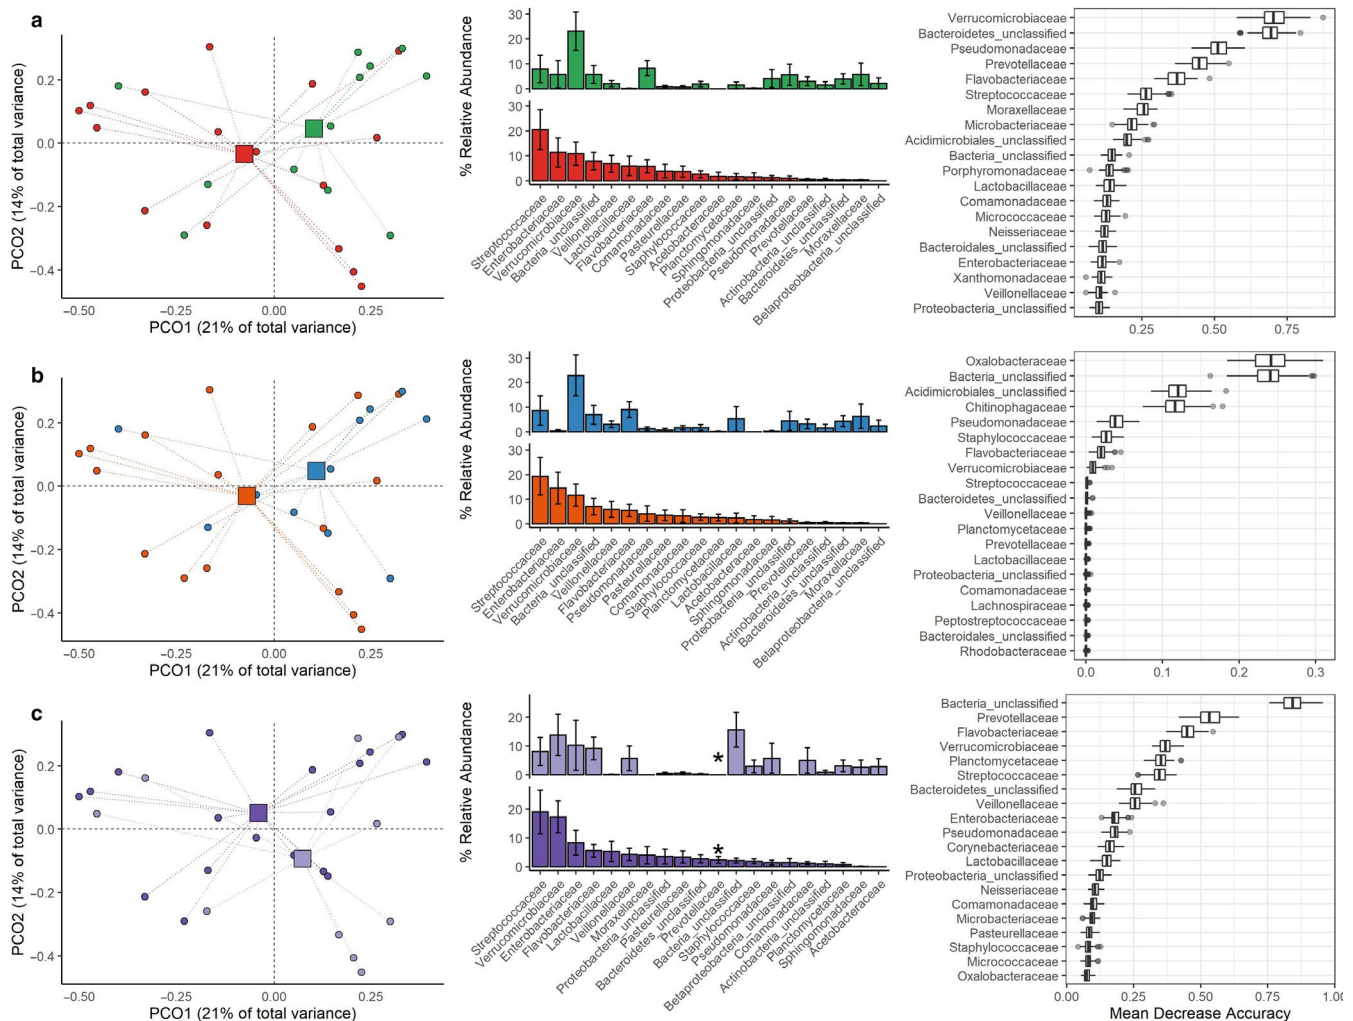 a
PCO2 (14% of total variance)
0.2
0.0
−0.2
−0.4
−0.50
−0.25
0.00
0.25
PCO1 (21% of total variance)
% Relative Abundance
30
20
10
0
30
20
10
0
Streptococcaceae
Enterobacteriaceae
Verrucomicrobiaceae
Bacteria_unclassified
Veillonellaceae
Lactobacillaceae
Flavobacteriaceae
Comamonadaceae
Pasteurellaceae
Staphylococcaceae
Acetobacteraceae
Planctomycetaceae
Sphingomonadaceae
Proteobacteria_unclassified
Pseudomonadaceae
Prevotellaceae
Actinobacteria_unclassified
Bacteroidetes_unclassified
Moraxellaceae
Betaproteobacteria_unclassified
Verrucomicrobiaceae
Bacteroidetes_unclassified
Pseudomonadaceae
Prevotellaceae
Flavobacteriaceae
Streptococcaceae
Moraxellaceae
Microbacteriaceae
Acidimicrobiales_unclassified
Bacteria_unclassified
Porphyromonadaceae
Lactobacillaceae
Comamonadaceae
Micrococcaceae
Neisseriaceae
Bacteroidales_unclassified
Enterobacteriaceae
Xanthomonadaceae
Veillonellaceae
Proteobacteria_unclassified
0.25
0.50
0.75
b
PCO2 (14% of total variance)
0.2
0.0
−0.2
−0.4
−0.50
−0.25
0.00
0.25
PCO1 (21% of total variance)
% Relative Abundance
30
20
10
0
30
20
10
0
Streptococcaceae
Enterobacteriaceae
Verrucomicrobiaceae
Bacteria_unclassified
Veillonellaceae
Flavobacteriaceae
Pseudomonadaceae
Pasteurellaceae
Comamonadaceae
Staphylococcaceae
Planctomycetaceae
Lactobacillaceae
Acetobacteraceae
Sphingomonadaceae
Proteobacteria_unclassified
Prevotellaceae
Actinobacteria_unclassified
Bacteroidetes_unclassified
Moraxellaceae
Betaproteobacteria_unclassified
Oxalobacteraceae
Bacteria_unclassified
Acidimicrobiales_unclassified
Chitinophagaceae
Pseudomonadaceae
Staphylococcaceae
Flavobacteriaceae
Verrucomicrobiaceae
Streptococcaceae
Bacteroidetes_unclassified
Veillonellaceae
Planctomycetaceae
Prevotellaceae
Lactobacillaceae
Proteobacteria_unclassified
Comamonadaceae
Lachnospiraceae
Peptostreptococcaceae
Bacteroidales_unclassified
Rhodobacteraceae
0.0
0.1
0.2
0.3
c
PCO2 (14% of total variance)
0.2
0.0
−0.2
−0.4
−0.50
−0.25
0.00
0.25
PCO1 (21% of total variance)
% Relative Abundance
20
10
0
*
20
10
0
*
Streptococcaceae
Verrucomicrobiaceae
Enterobacteriaceae
Flavobacteriaceae
Lactobacillaceae
Veillonellaceae
Moraxellaceae
Proteobacteria_unclassified
Pasteurellaceae
Bacteroidetes_unclassified
Prevotellaceae
Bacteria_unclassified
Staphylococcaceae
Pseudomonadaceae
Betaproteobacteria_unclassified
Comamonadaceae
Actinobacteria_unclassified
Planctomycetaceae
Sphingomonadaceae
Acetobacteraceae
Bacteria_unclassified
Prevotellaceae
Flavobacteriaceae
Verrucomicrobiaceae
Planctomycetaceae
Streptococcaceae
Bacteroidetes_unclassified
Veillonellaceae
Enterobacteriaceae
Pseudomonadaceae
Corynebacteriaceae
Lactobacillaceae
Proteobacteria_unclassified
Neisseriaceae
Comamonadaceae
Microbacteriaceae
Pasteurellaceae
Staphylococcaceae
Micrococcaceae
Oxalobacteraceae
0.00
0.25
0.50
0.75
Mean Decrease Accuracy